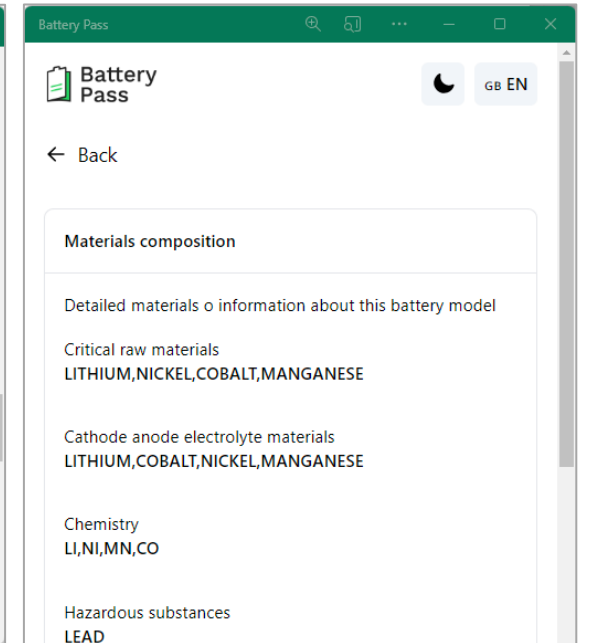 Battery Pass
Battery
Pass
GB EN
Back
Materials composition
Detailed materials o information about this battery model
Critical raw materials
LITHIUM,NICKEL,COBALT,MANGANESE
Cathode anode electrolyte materials
LITHIUM,COBALT,NICKEL,MANGANESE
Chemistry
LI,NI,MN,CO
Hazardous substances
LEAD